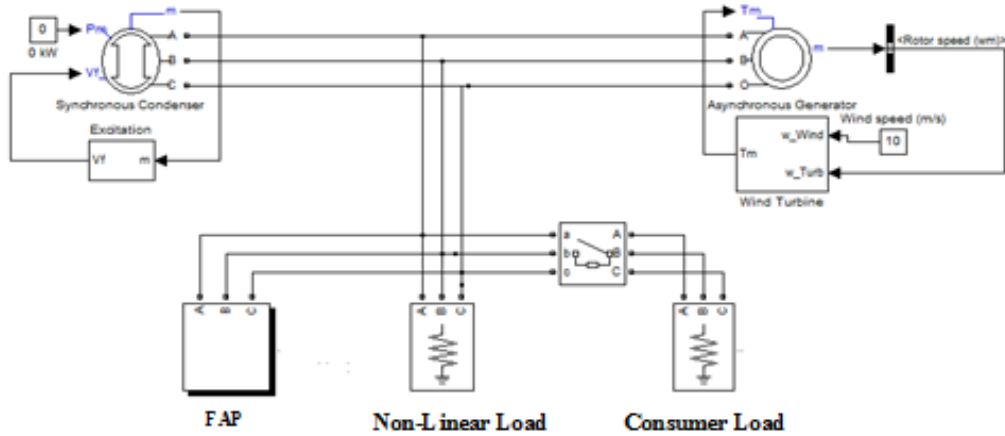 0
0 kW
Pm
m
Vf_
A
B
C
Synchronous Condenser
Excitation
Vf
m
Tm
A
B
C
m
<Rotor speed (wm)>
Asynchronous Generator
Wind speed (m/s)
10
w_Wind
Tm
w_Turb
Wind Turbine
a
b
c
A
B
C
A
B
C
A
B
C
A
B
C
FAP
Non-Linear Load
Consumer Load